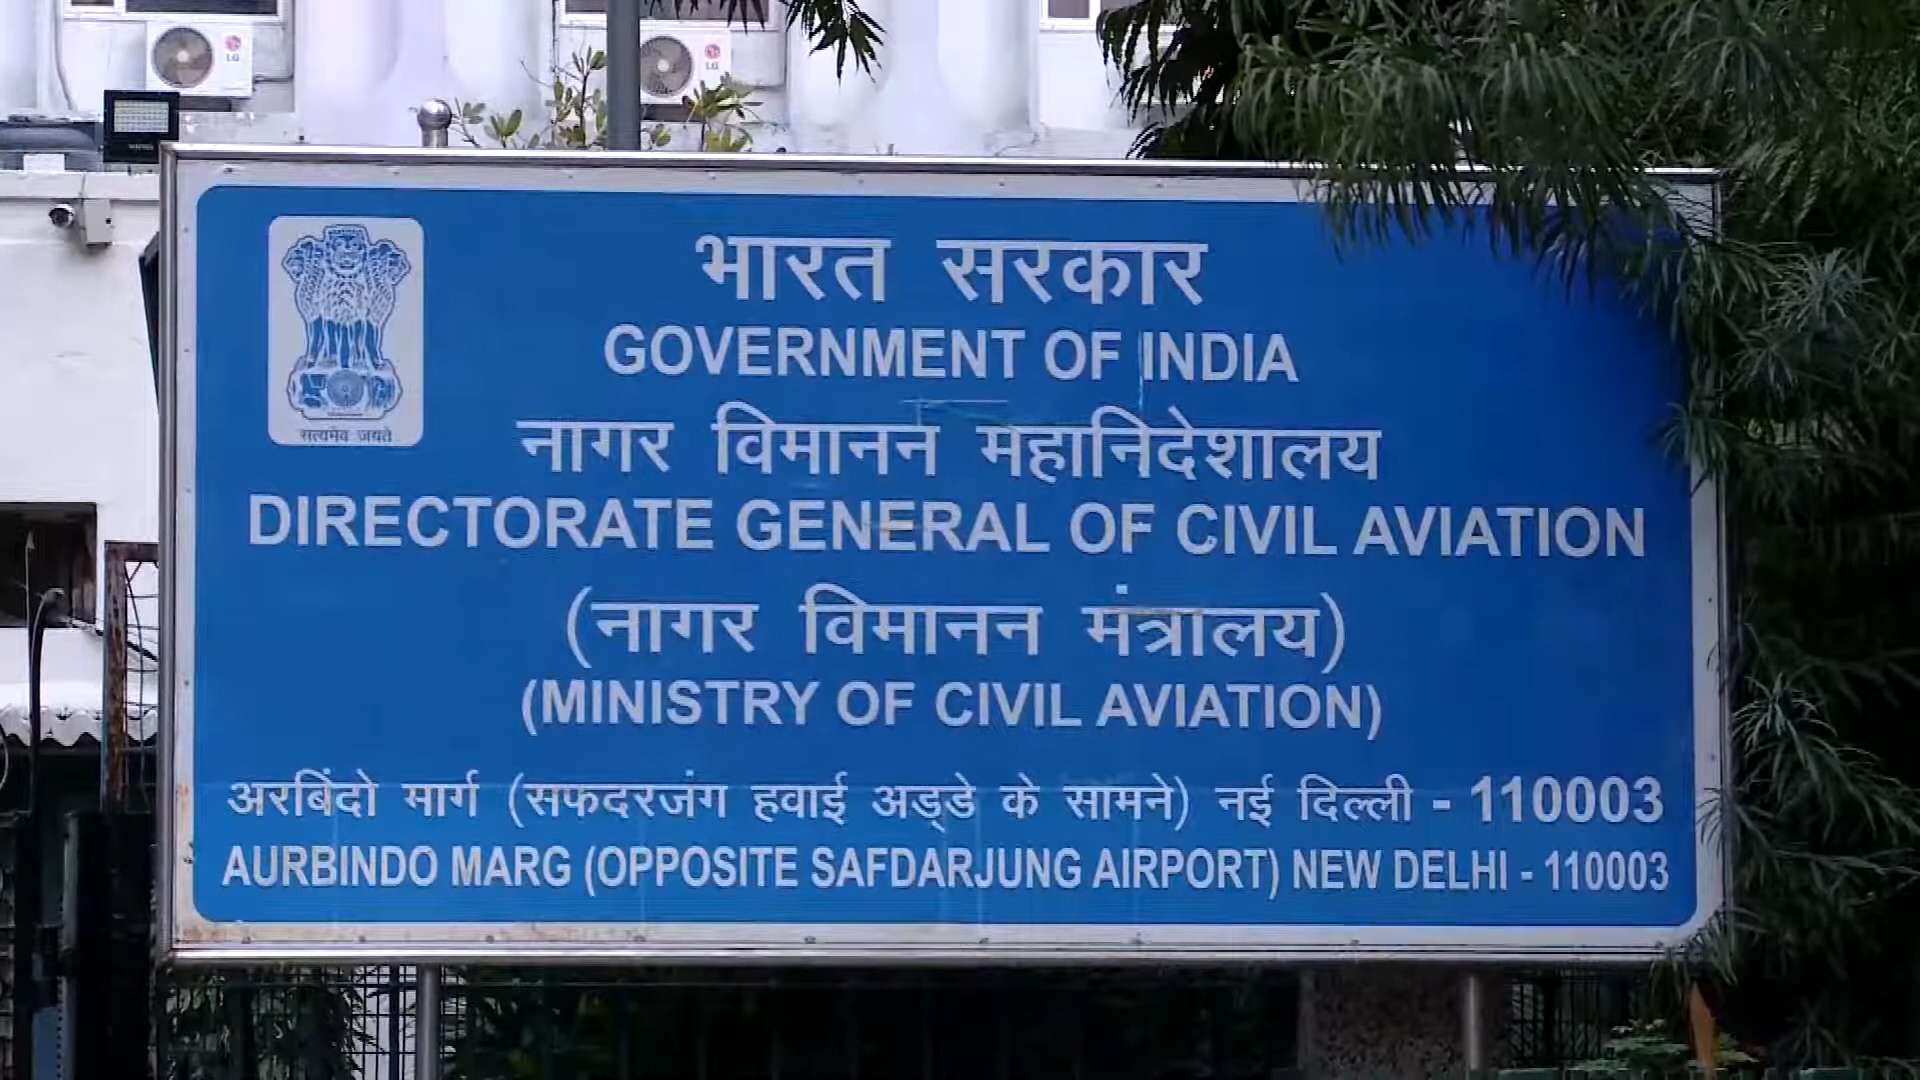 भारत सरकार
GOVERNMENT OF INDIA
नागर विमानन महानिदेशालय
DIRECTORATE GENERAL OF CIVIL AVIATION
(नागर विमानन मंत्रालय)
(MINISTRY OF CIVIL AVIATION)
अरबिंदो मार्ग (सफदरजंग हवाई अड्डे के सामने) नई दिल्ली - 110003
AURBINDO MARG (OPPOSITE SAFDARJUNG AIRPORT) NEW DELHI - 110003
सत्यमेव जयते
LG
LG